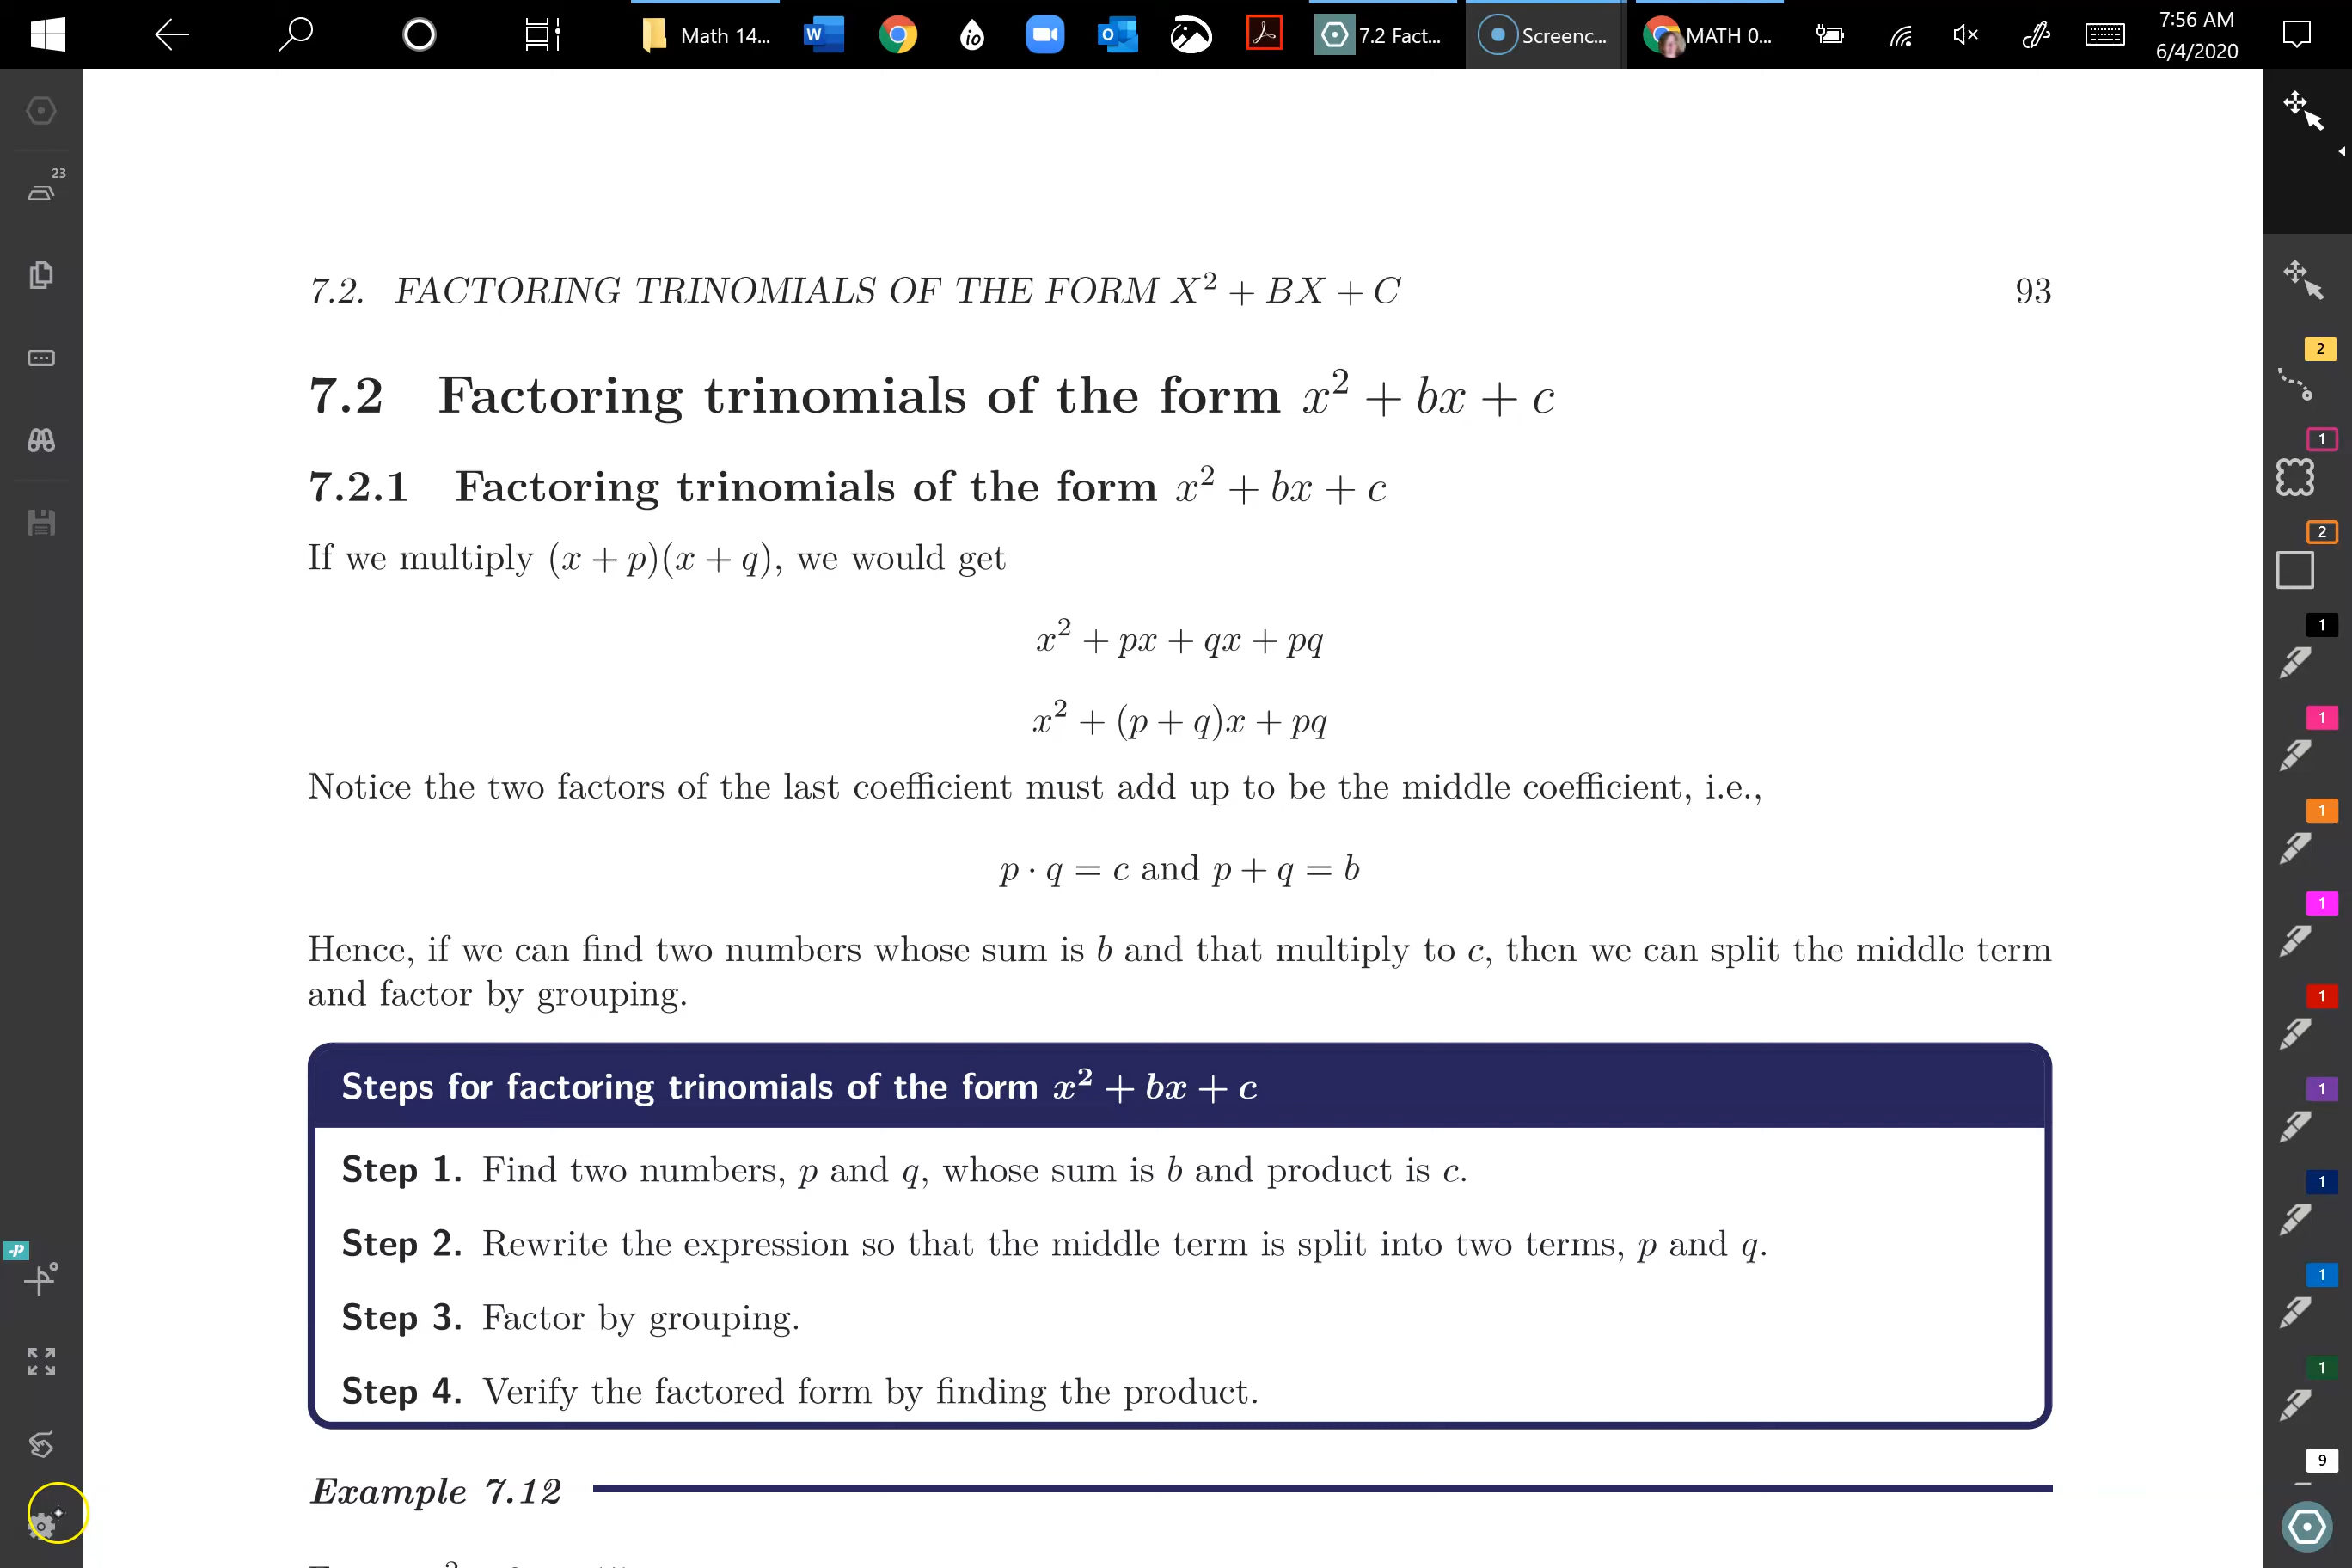 Math 14...
7.2 Fact...
Screenc...
MATH 0...
7:56 AM
6/4/2020
23
7.2. FACTORING TRINOMIALS OF THE FORM X² + BX + C 93
7.2 Factoring trinomials of the form x² + bx + c
7.2.1 Factoring trinomials of the form x² + bx + c
If we multiply (x + p)(x + q), we would get
x² + px + qx + pq
x² + (p + q)x + pq
Notice the two factors of the last coefficient must add up to be the middle coefficient, i.e.,
p · q = c and p + q = b
Hence, if we can find two numbers whose sum is b and that multiply to c, then we can split the middle term
and factor by grouping.
Steps for factoring trinomials of the form x² + bx + c
Step 1. Find two numbers, p and q, whose sum is b and product is c.
Step 2. Rewrite the expression so that the middle term is split into two terms, p and q.
Step 3. Factor by grouping.
Step 4. Verify the factored form by finding the product.
Example 7.12
2
1
2
1
1
1
1
1
1
1
1
1
9